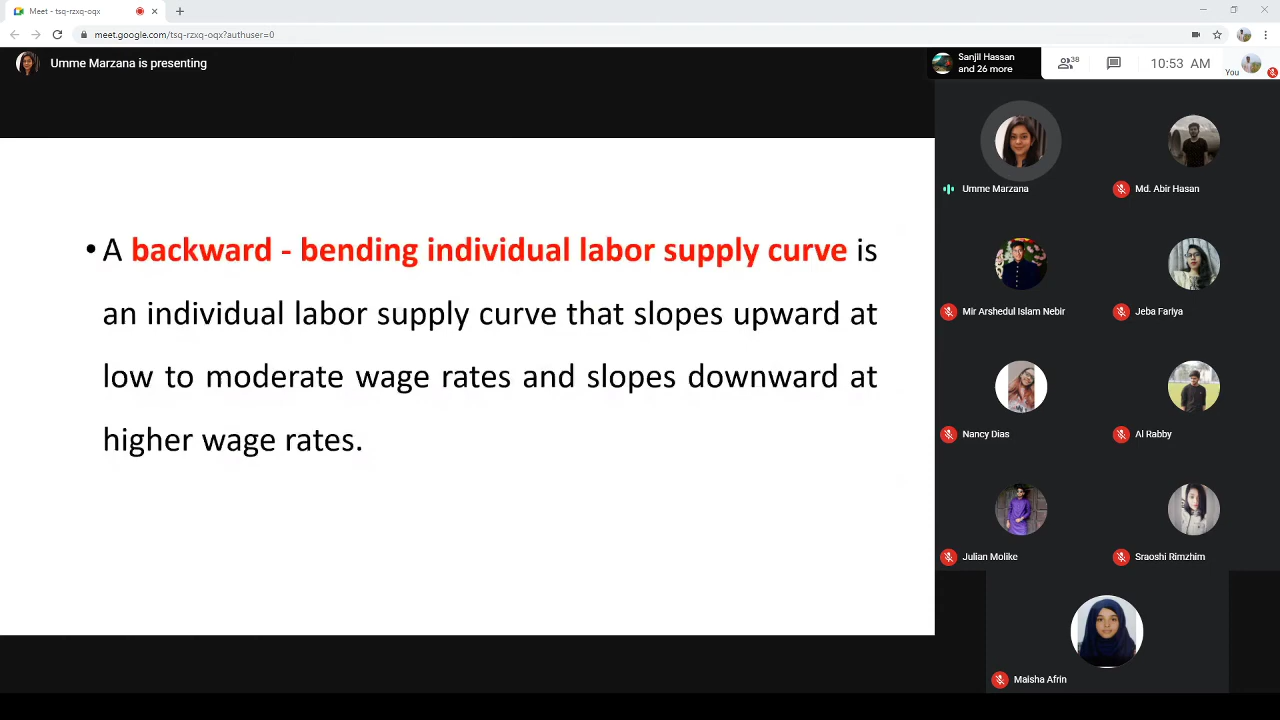 Meet - tsq-rzxq-oqx
meet.google.com/tsq-rzxq-oqx?authuser=0
Umme Marzana is presenting
Sanjil Hassan
and 26 more
38
10:53 AM
You
• A backward - bending individual labor supply curve is
an individual labor supply curve that slopes upward at
low to moderate wage rates and slopes downward at
higher wage rates.
Umme Marzana
Md. Abir Hasan
Mir Arshedul Islam Nebir
Jeba Fariya
Nancy Dias
Al Rabby
Julian Molike
Sraoshi Rimzhim
Maisha Afrin